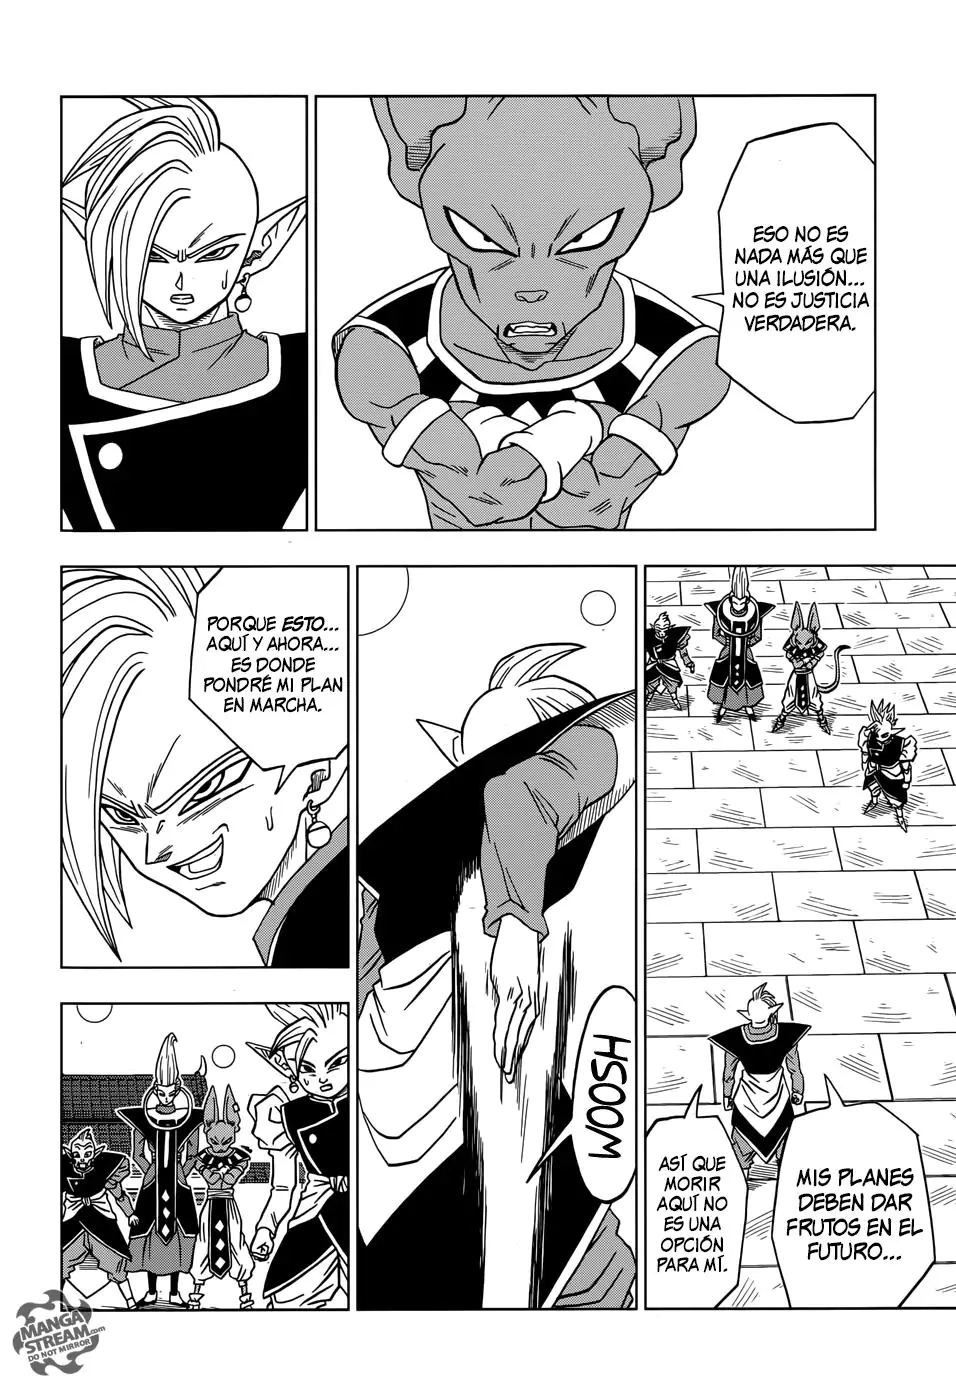 ESO NO ES
NADA MÁS QUE
UNA ILUSIÓN...
NO ES JUSTICIA
VERDADERA.
PORQUE ESTO...
AQUÍ Y AHORA...
ES DONDE
PONDRÉ MI PLAN
EN MARCHA.
WOOSH
MIS PLANES
DEBEN DAR
FRUTOS EN EL
FUTURO...
ASÍ QUE
MORIR
AQUÍ NO
ES UNA
OPCIÓN
PARA MÍ.
MANGA
STREAM.com
DO NOT MIRROR